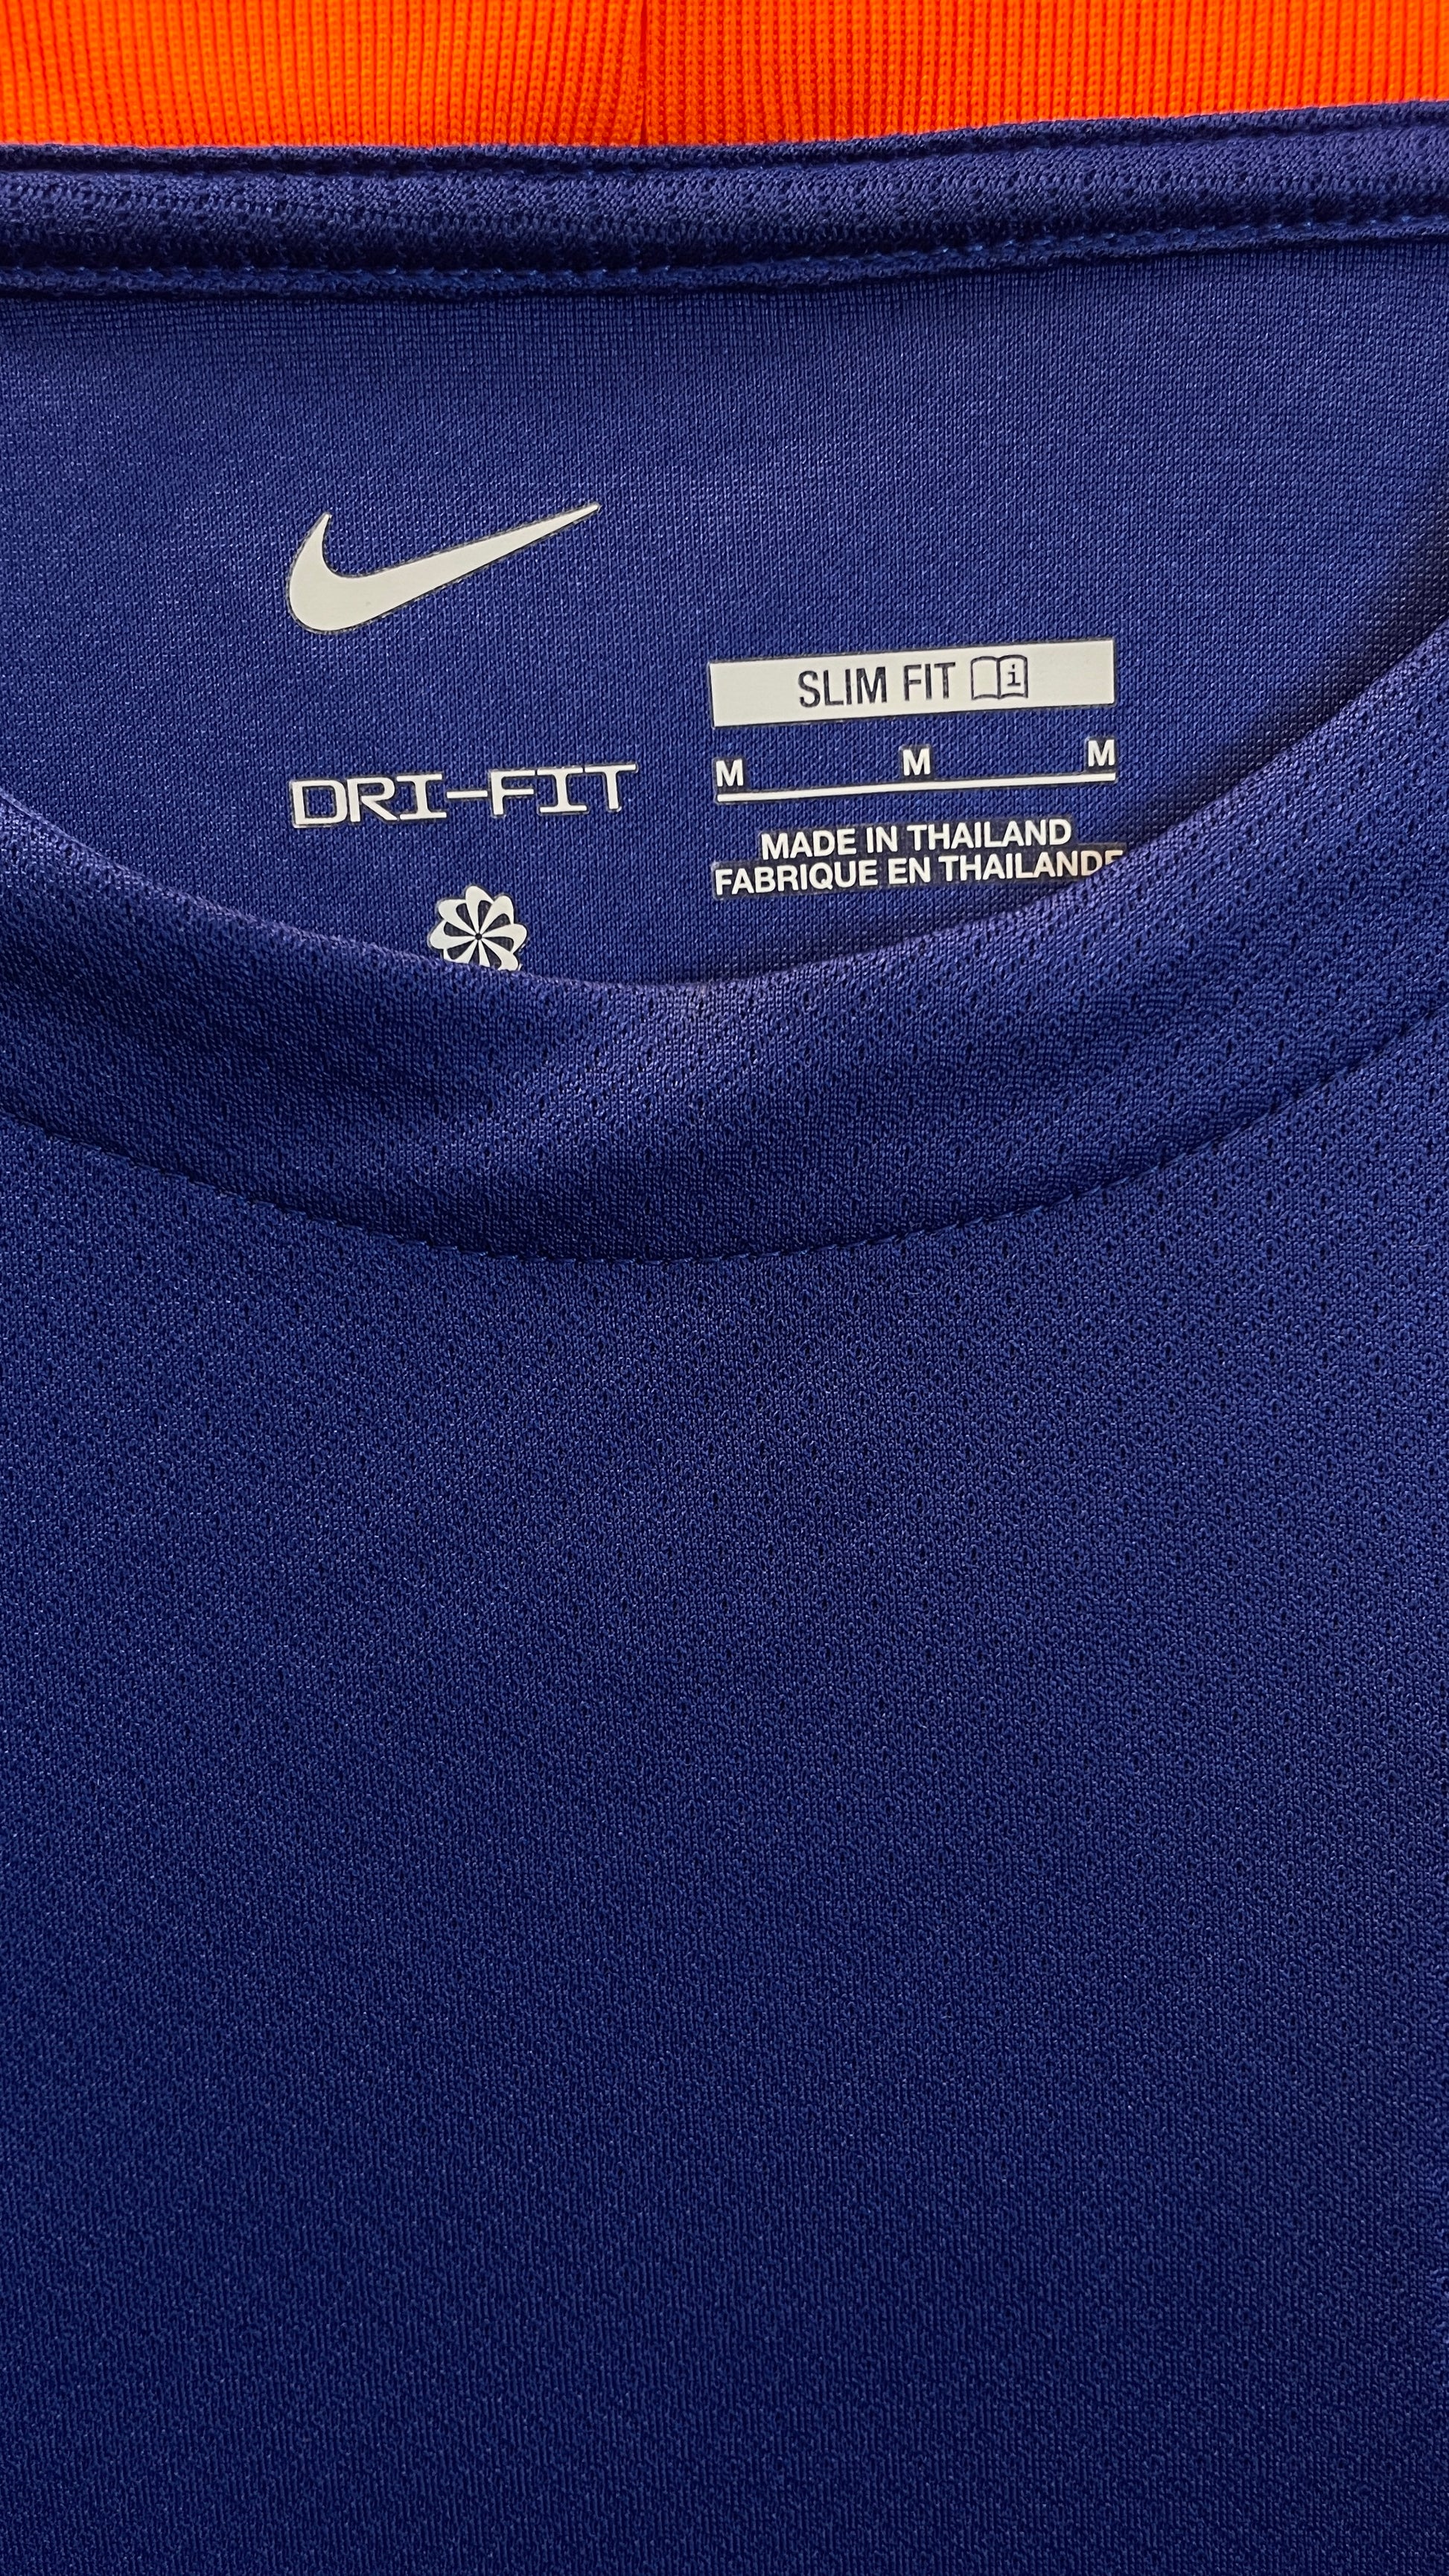 DRI-FIT
SLIM FIT
M M M
MADE IN THAILAND
FABRIQUE EN THAILANDE